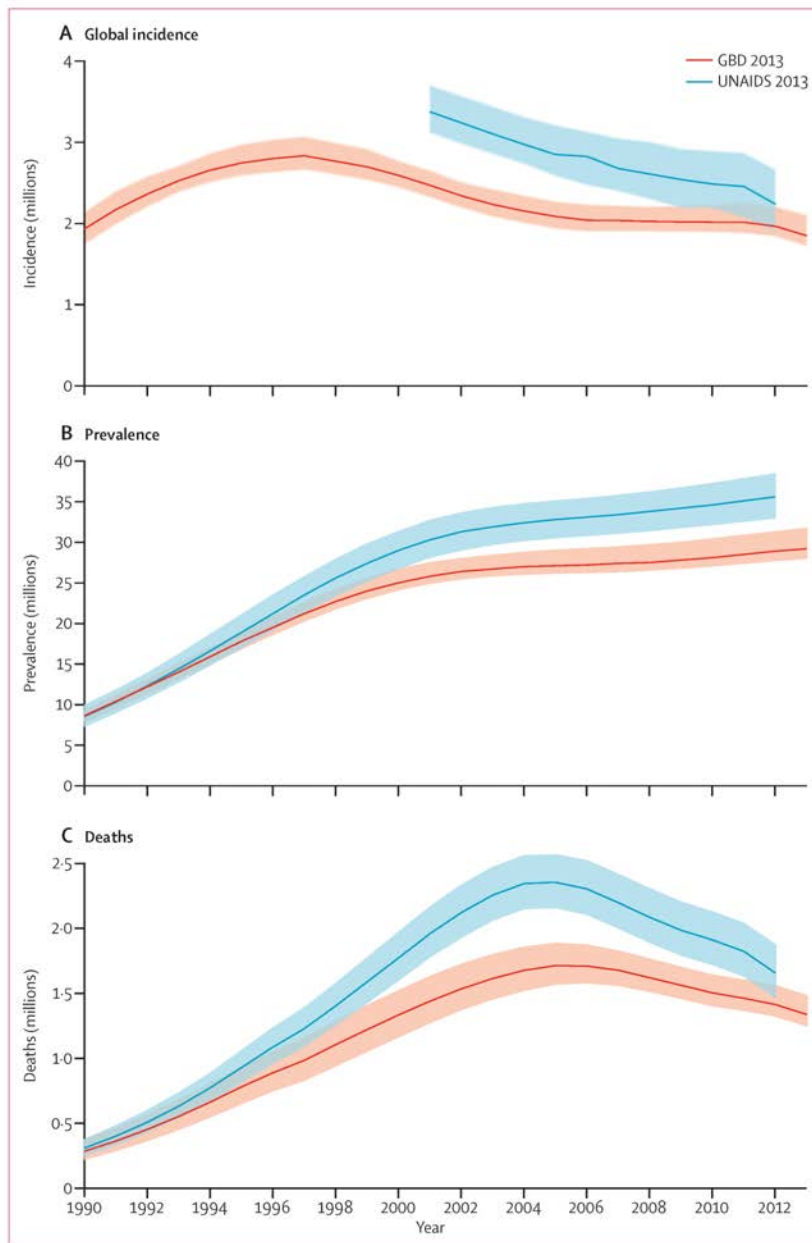 A Global incidence
GBD 2013
UNAIDS 2013
4
3
2
1
0
Incidence (millions)
B Prevalence
40
35
30
25
20
15
10
5
0
Prevalence (millions)
C Deaths
2·5
2·0
1·5
1·0
0·5
0
Deaths (millions)
1990 1992 1994 1996 1998 2000 2002 2004 2006 2008 2010 2012
Year